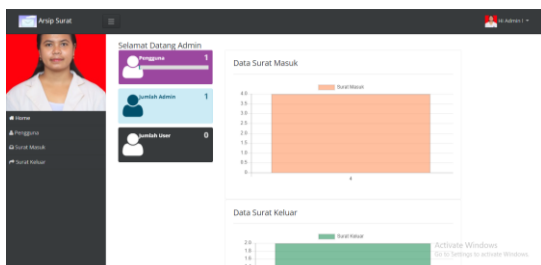 Arsip Surat
Hi Admin !
Selamat Datang Admin
Pengguna 1
Jumlah Admin 1
Jumlah User 0
Home
Pengguna
Surat Masuk
Surat Keluar
Data Surat Masuk
Surat Masuk
4.0
3.5
3.0
2.5
2.0
1.5
1.0
0.5
0
Data Surat Keluar
Surat Keluar
2.0
1.8
1.6
Activate Windows
Go to Settings to activate Windows.